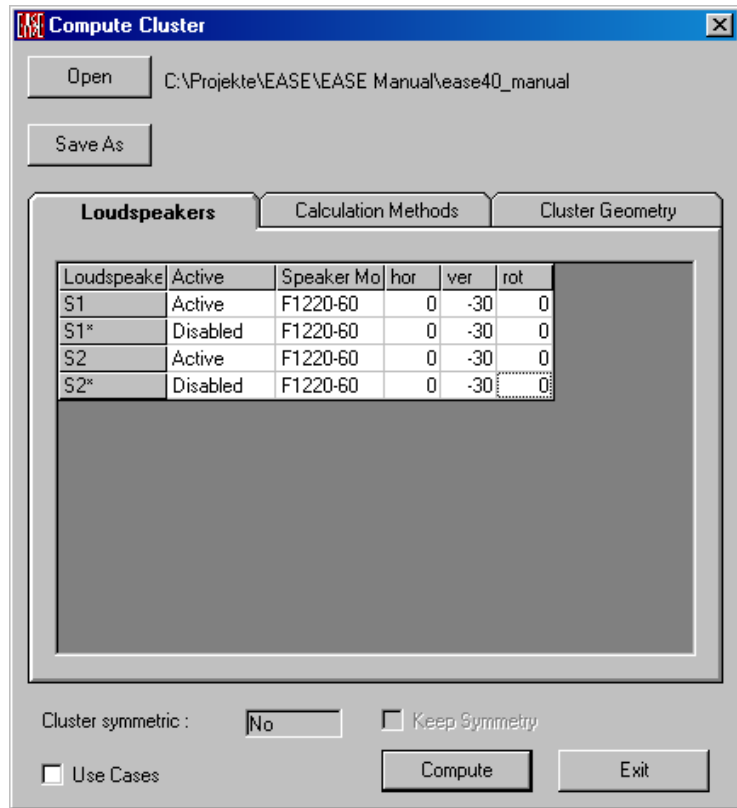 EASE Compute Cluster
Open C:\Projekte\EASE\EASE Manual\ease40_manual
Save As
Loudspeakers Calculation Methods Cluster Geometry
Loudspeake Active Speaker Mo hor ver rot
S1 Active F1220-60 0 -30 0
S1* Disabled F1220-60 0 -30 0
S2 Active F1220-60 0 -30 0
S2* Disabled F1220-60 0 -30 0
Cluster symmetric : No Keep Symmetry
Use Cases Compute Exit